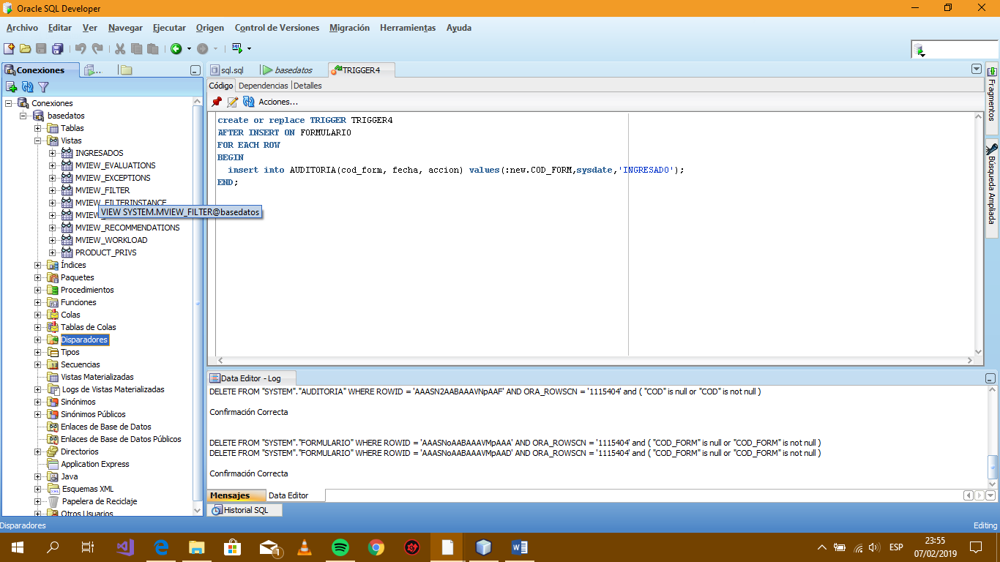 Oracle SQL Developer
Archivo Editar Ver Navegar Ejecutar Origen Control de Versiones Migración Herramientas Ayuda
Conexiones
...
sql.sql
basedatos
TRIGGER4
Código Dependencias Detalles
Acciones...
Conexiones
basedatos
Tablas
Vistas
INGRESADOS
MVIEW_EVALUATIONS
MVIEW_EXCEPTIONS
MVIEW_FILTER
MVIEW_FILTERINSTANCE
VIEW SYSTEM.MVIEW_FILTER@basedatos
MVIEW_RECOMMENDATIONS
MVIEW_WORKLOAD
PRODUCT_PRIVS
Índices
Paquetes
Procedimientos
Funciones
Colas
Tablas de Colas
Disparadores
Tipos
Secuencias
Vistas Materializadas
Logs de Vistas Materializadas
Sinónimos
Sinónimos Públicos
Enlaces de Base de Datos
Enlaces de Base de Datos Públicos
Directorios
Application Express
Java
Esquemas XML
Papelera de Reciclaje
Otros Usuarios
create or replace TRIGGER TRIGGER4
AFTER INSERT ON FORMULARIO
FOR EACH ROW
BEGIN
insert into AUDITORIA(cod_form, fecha, accion) values(:new.COD_FORM,sysdate,'INGRESADO');
END;
Fragmentos
Búsqueda Ampliada
Data Editor - Log
DELETE FROM "SYSTEM"."AUDITORIA" WHERE ROWID = 'AAASN2AABAAAVNpAAF' AND ORA_ROWSCN = '1115404' and ( "COD" is null or "COD" is not null )
Confirmación Correcta
DELETE FROM "SYSTEM"."FORMULARIO" WHERE ROWID = 'AAASNoAABAAAVMpAAA' AND ORA_ROWSCN = '1115404' and ( "COD_FORM" is null or "COD_FORM" is not null )
DELETE FROM "SYSTEM"."FORMULARIO" WHERE ROWID = 'AAASNoAABAAAVMpAAD' AND ORA_ROWSCN = '1115404' and ( "COD_FORM" is null or "COD_FORM" is not null )
Confirmación Correcta
Mensajes Data Editor
Historial SQL
Disparadores
Editing
1
ESP
23:55
07/02/2019